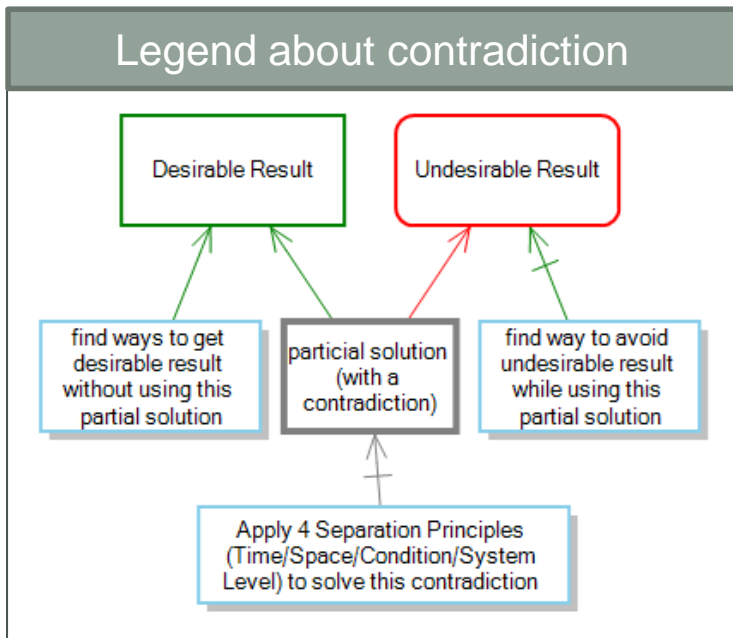 Legend about contradiction
Desirable Result
Undesirable Result
find ways to get
desirable result
without using this
partial solution
particial solution
(with a
contradiction)
find way to avoid
undesirable result
while using this
partial solution
Apply 4 Separation Principles
(Time/Space/Condition/System
Level) to solve this contradiction